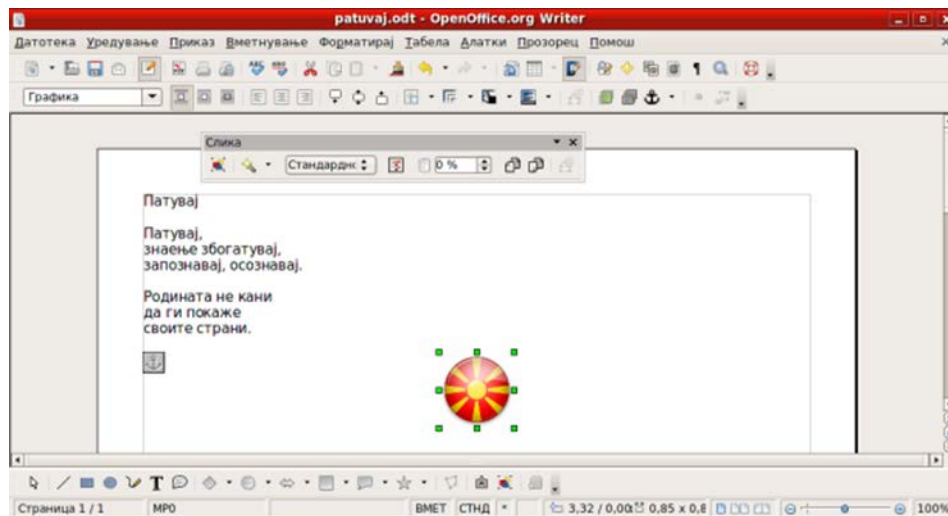 patuvaj.odt - OpenOffice.org Writer
Датотека Уредување Приказ Вметнување Форматирај Табела Алатки Прозорец Помош
Графика
Слика
Стандардн 0 %
Патувај
Патувај,
знаење збогатувај,
запознавај, осознавај.
Родината не кани
да ги покаже
своите страни.
Страница 1 / 1 МРО ВМЕТ СТНД * 3,32 / 0,00 0,85 x 0,8 100%